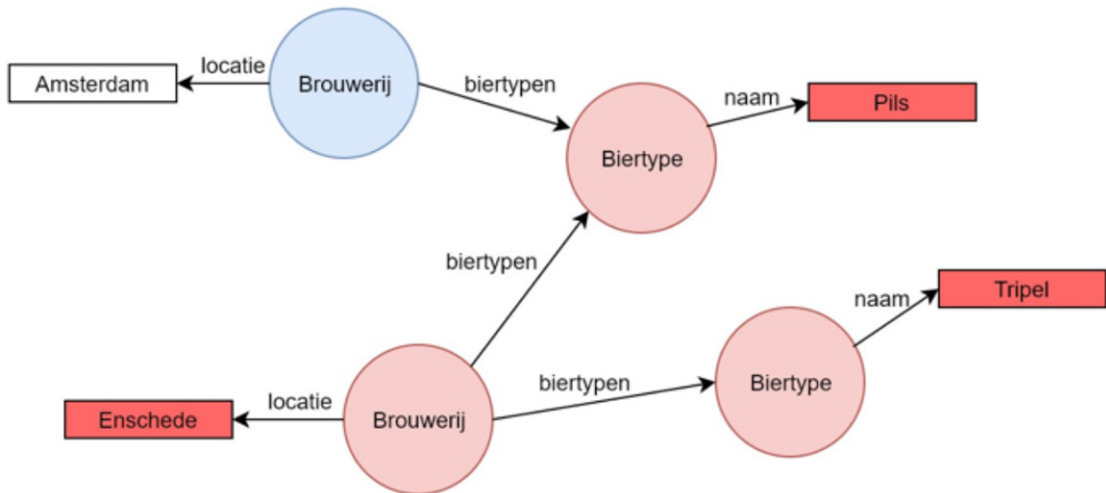 locatie
Amsterdam
Brouwerij
biertypen
naam
Pils
Biertype
biertypen
naam
Tripel
biertypen
Biertype
locatie
Enschede
Brouwerij